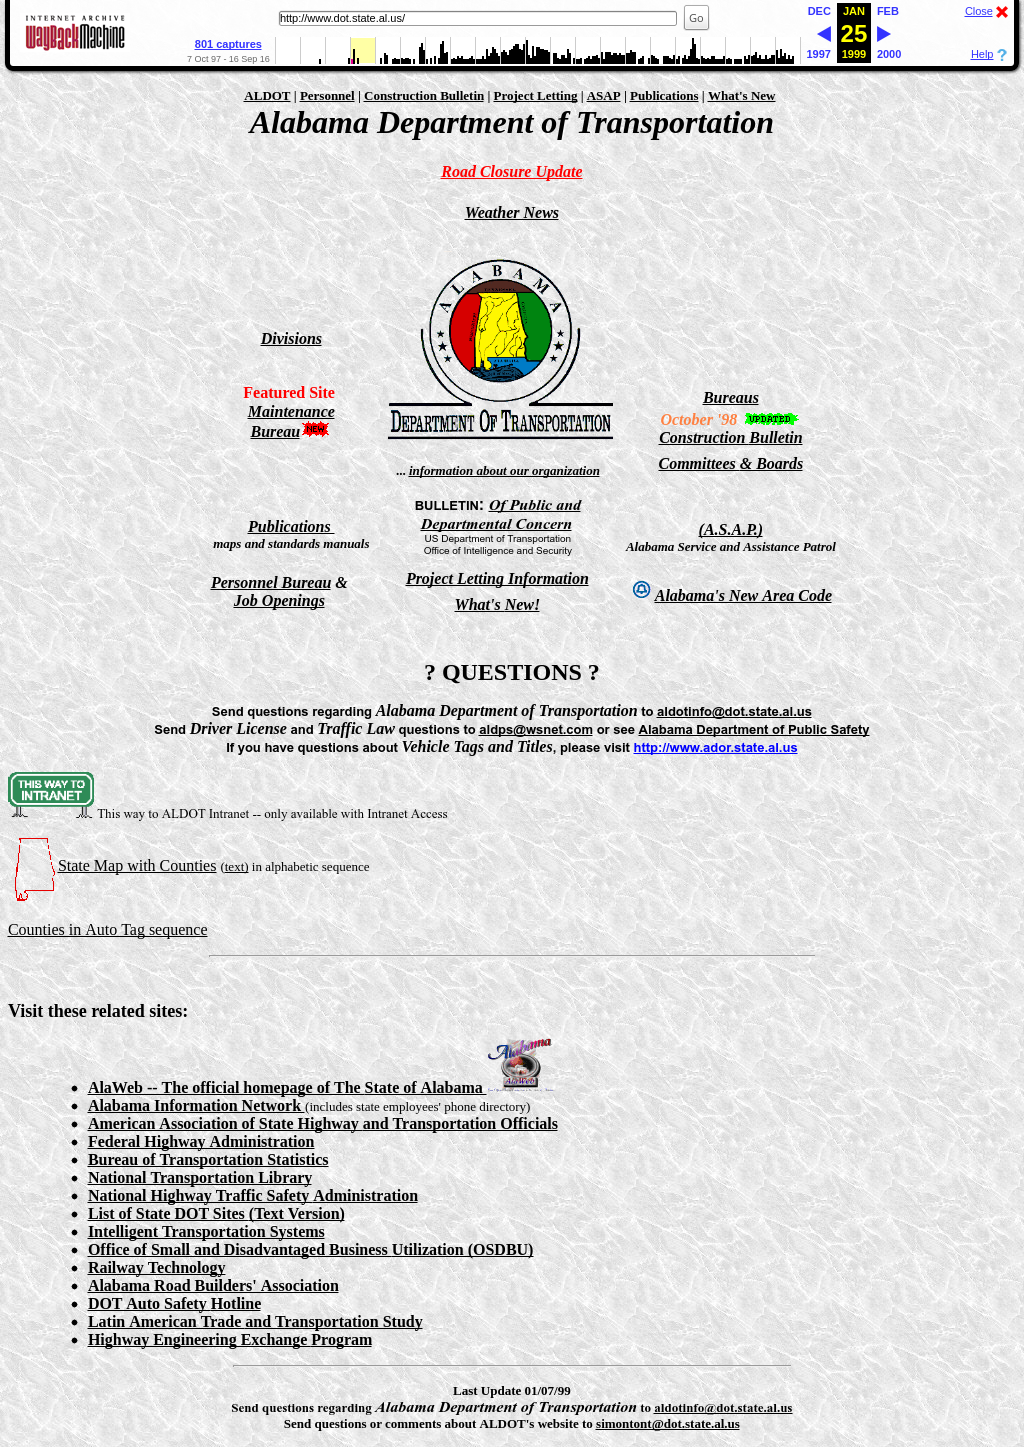 INTERNET ARCHIVE
WayBackMachine
http://www.dot.state.al.us/
Go
801 captures
7 Oct 97 - 16 Sep 16
DEC JAN FEB
25
1997 1999 2000
Close
Help ?
ALDOT | Personnel | Construction Bulletin | Project Letting | ASAP | Publications | What's New
Alabama Department of Transportation
Road Closure Update
Weather News
ALABAMA
DEPARTMENT OF TRANSPORTATION
Divisions
Featured Site
Maintenance
Bureau
... information about our organization
Bureaus
October '98 UPDATED
Construction Bulletin
Committees & Boards
Publications
maps and standards manuals
BULLETIN: Of Public and
Departmental Concern
US Department of Transportation
Office of Intelligence and Security
(A.S.A.P.)
Alabama Service and Assistance Patrol
Personnel Bureau &
Job Openings
Project Letting Information
What's New!
Alabama's New Area Code
? QUESTIONS ?
Send questions regarding Alabama Department of Transportation to aldotinfo@dot.state.al.us
Send Driver License and Traffic Law questions to aldps@wsnet.com or see Alabama Department of Public Safety
If you have questions about Vehicle Tags and Titles, please visit http://www.ador.state.al.us
THIS WAY TO
INTRANET
This way to ALDOT Intranet -- only available with Intranet Access
State Map with Counties (text) in alphabetic sequence
Counties in Auto Tag sequence
Visit these related sites:
Alabama
AlaWeb
AlaWeb -- The official homepage of The State of Alabama
Alabama Information Network (includes state employees' phone directory)
American Association of State Highway and Transportation Officials
Federal Highway Administration
Bureau of Transportation Statistics
National Transportation Library
National Highway Traffic Safety Administration
List of State DOT Sites (Text Version)
Intelligent Transportation Systems
Office of Small and Disadvantaged Business Utilization (OSDBU)
Railway Technology
Alabama Road Builders' Association
DOT Auto Safety Hotline
Latin American Trade and Transportation Study
Highway Engineering Exchange Program
Last Update 01/07/99
Send questions regarding Alabama Department of Transportation to aldotinfo@dot.state.al.us
Send questions or comments about ALDOT's website to simontont@dot.state.al.us